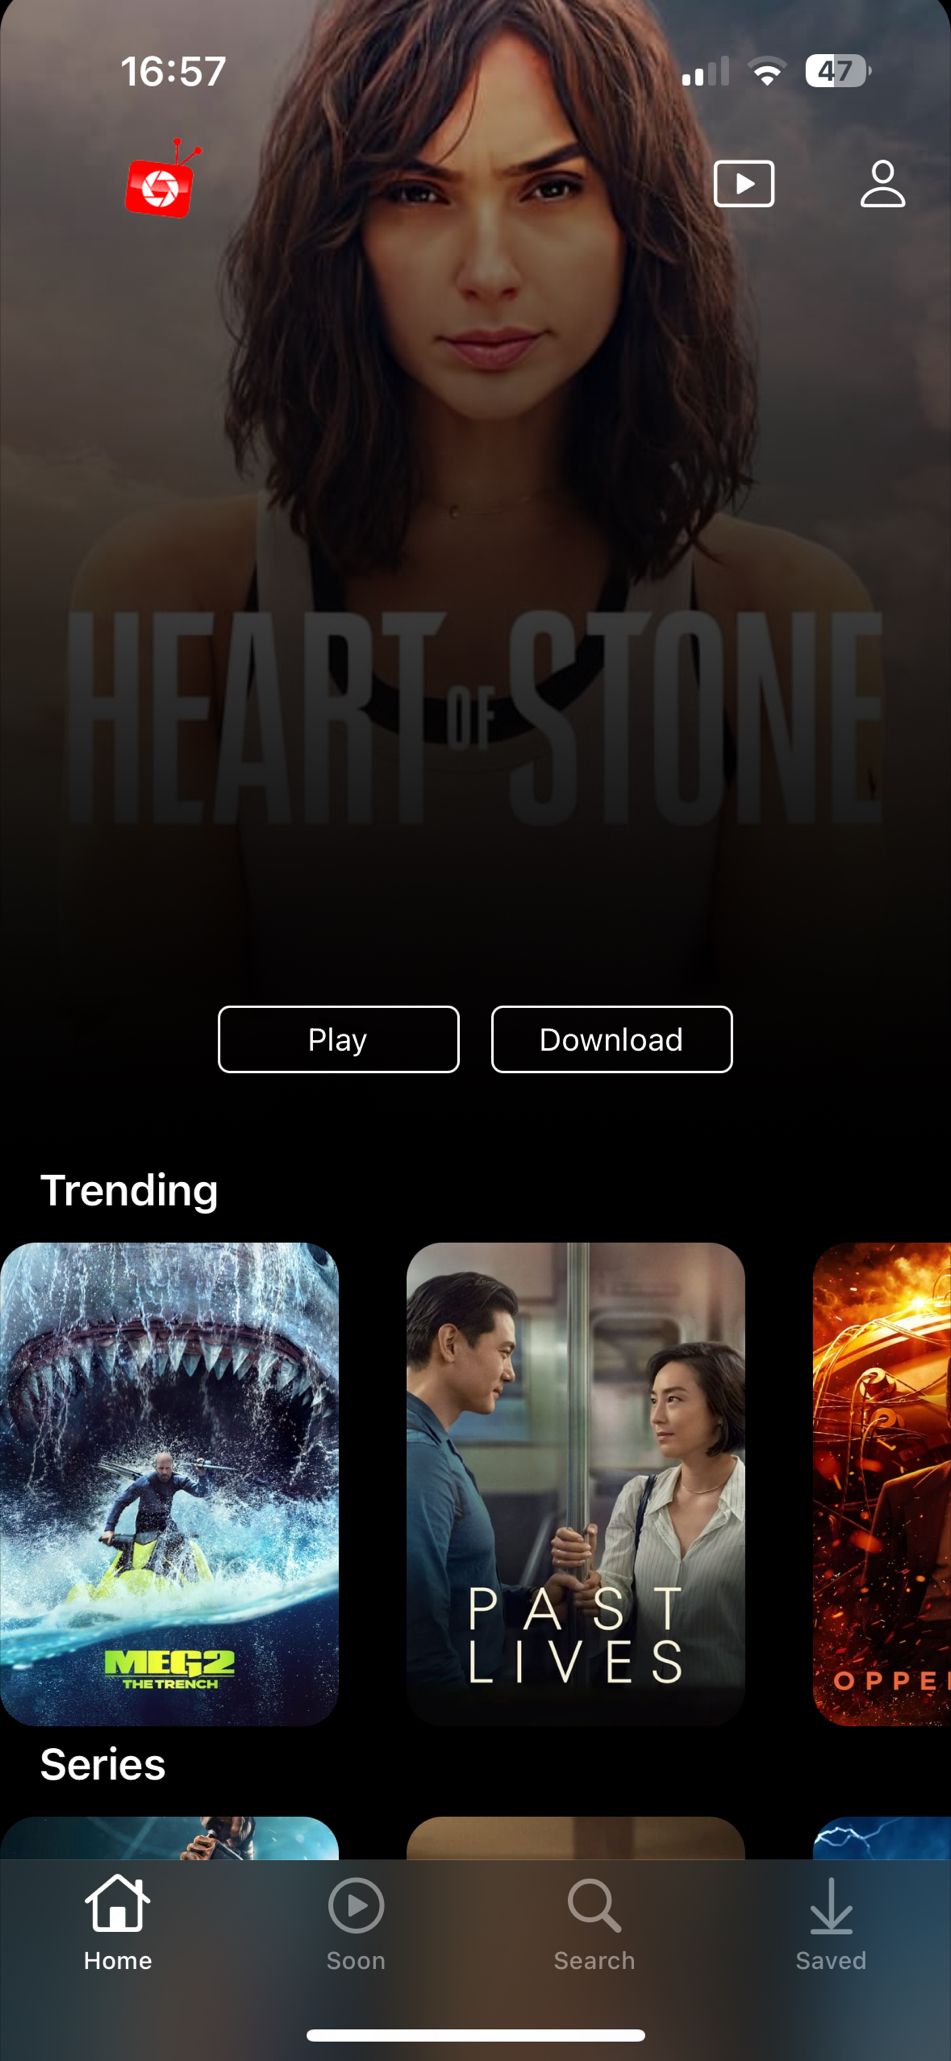 16:57
47
HEART OF STONE
Play
Download
Trending
MEG2
THE TRENCH
PAST
LIVES
OPPE
Series
Home
Soon
Search
Saved